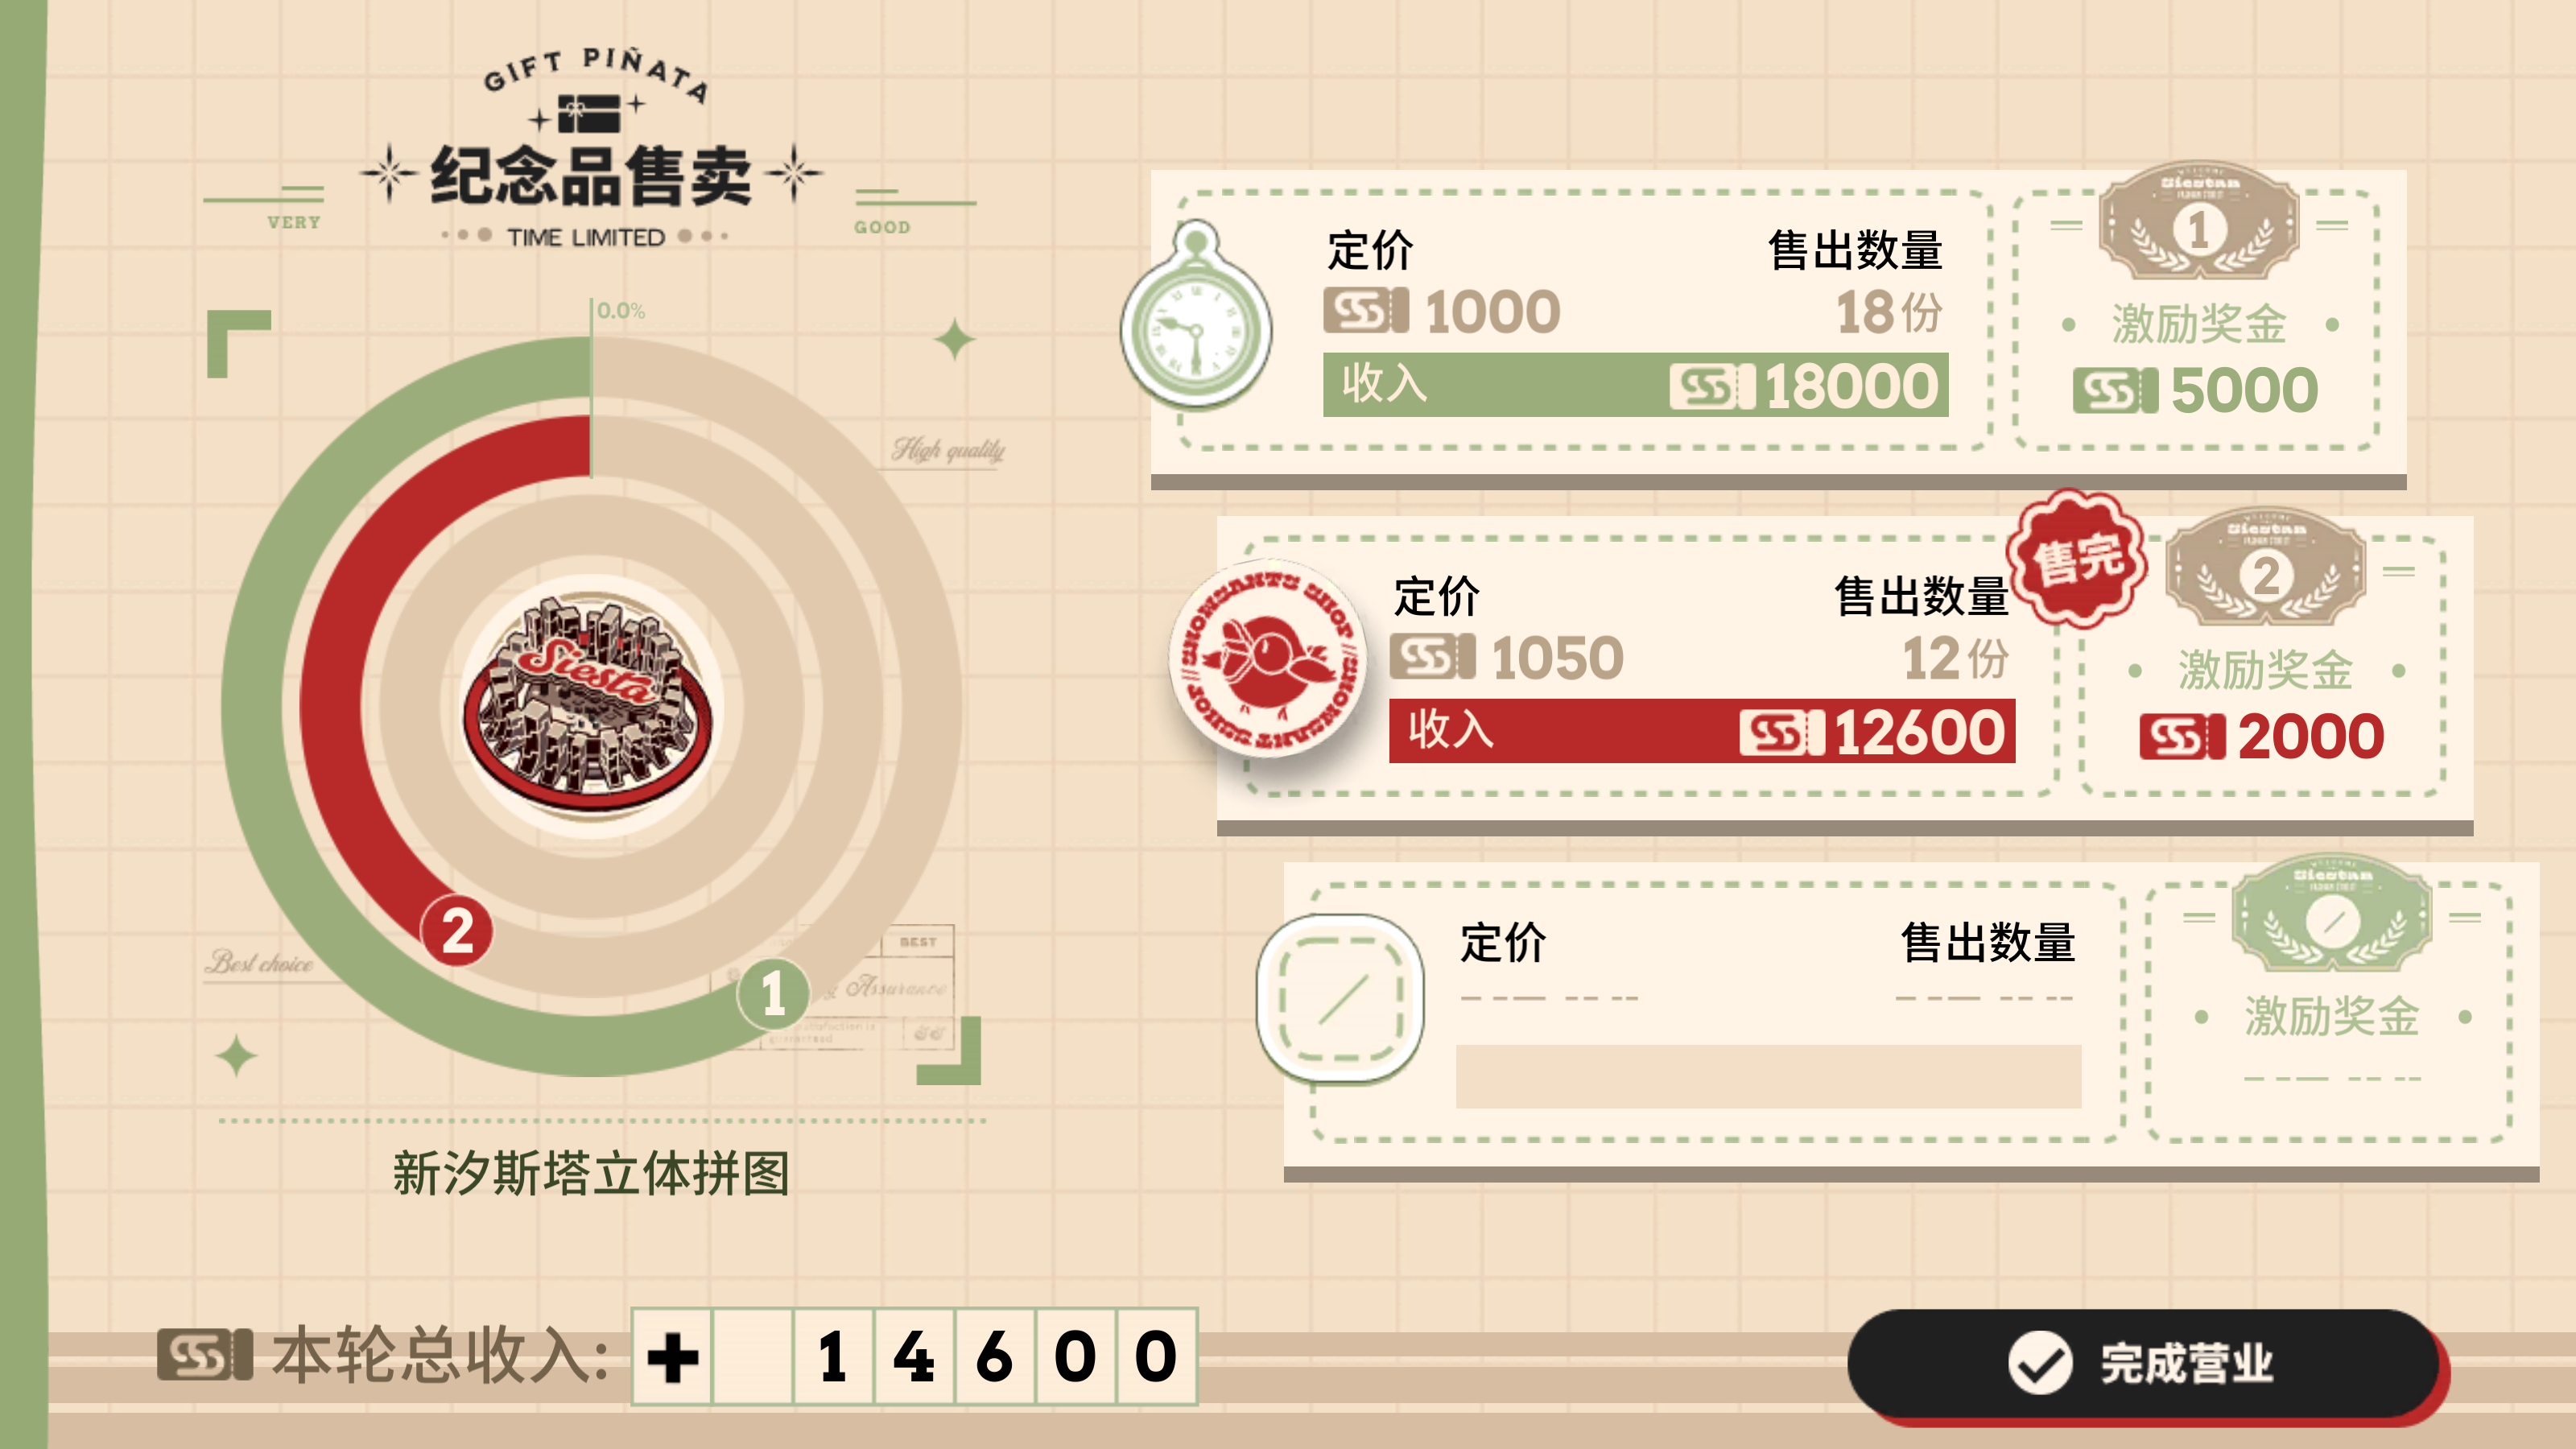 GIFT PIÑATA
纪念品售卖
VERY
GOOD
TIME LIMITED
0.0%
High quality
Siesta
2
1
Best choice
BEST
Assurance
新汐斯塔立体拼图
定价
售出数量
1000
18份
收入
18000
Siestan
1
激励奖金
5000
售完
定价
售出数量
1050
12份
收入
12600
Siestan
2
激励奖金
2000
定价
售出数量
Siestan
激励奖金
本轮总收入:
+ 14600
完成营业